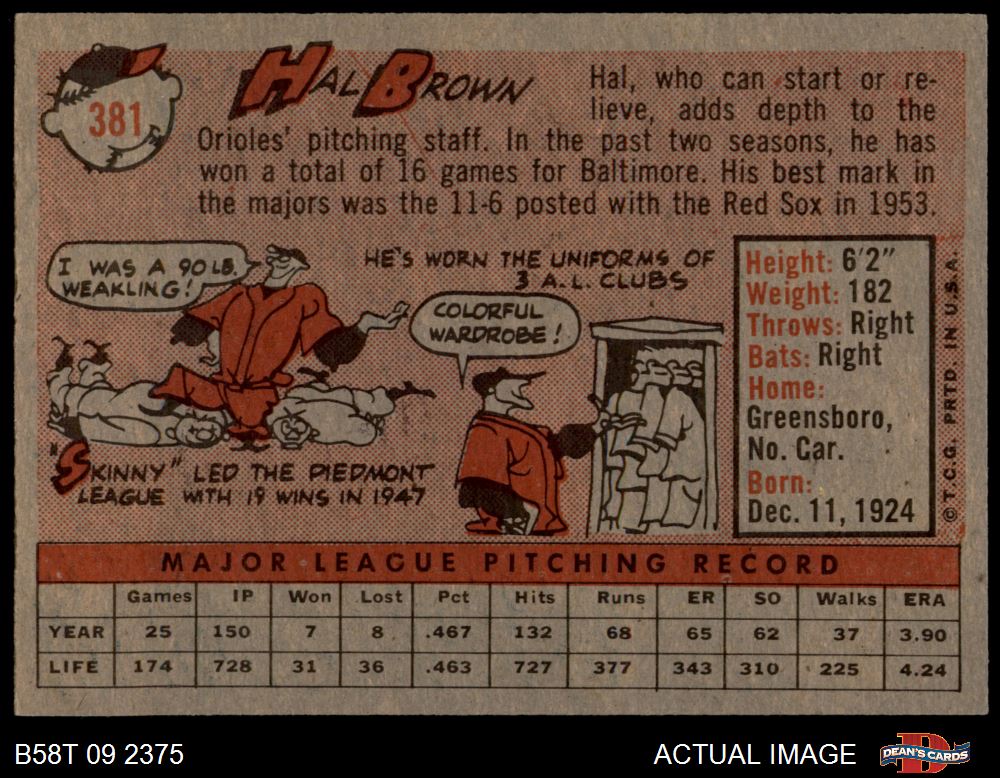 381
HAL BROWN
Hal, who can start or re-
lieve, adds depth to the
Orioles' pitching staff. In the past two seasons, he has
won a total of 16 games for Baltimore. His best mark in
the majors was the 11-6 posted with the Red Sox in 1953.
I WAS A 90 LB.
WEAKLING!
HE'S WORN THE UNIFORMS OF
3 A.L. CLUBS
COLORFUL
WARDROBE!
"SKINNY" LED THE PIEDMONT
LEAGUE WITH 19 WINS IN 1947
Height: 6'2"
Weight: 182
Throws: Right
Bats: Right
Home:
Greensboro,
No. Car.
Born:
Dec. 11, 1924
© T.C.G. PRTD. IN U.S.A.
MAJOR LEAGUE PITCHING RECORD
Games IP Won Lost Pct Hits Runs ER SO Walks ERA
YEAR 25 150 7 8 .467 132 68 65 62 37 3.90
LIFE 174 728 31 36 .463 727 377 343 310 225 4.24
B58T 09 2375
ACTUAL IMAGE
DEAN'S CARDS